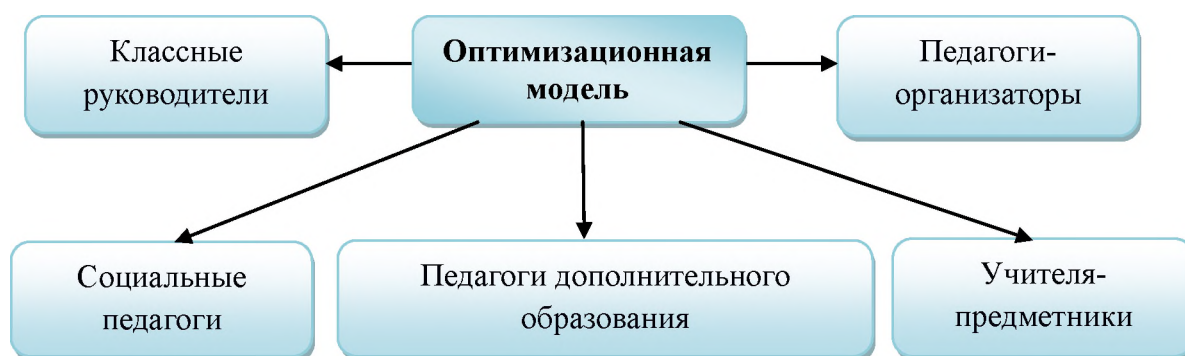 Классные
руководители
Оптимизационная
модель
Педагоги-
организаторы
Социальные
педагоги
Педагоги дополнительного
образования
Учителя-
предметники